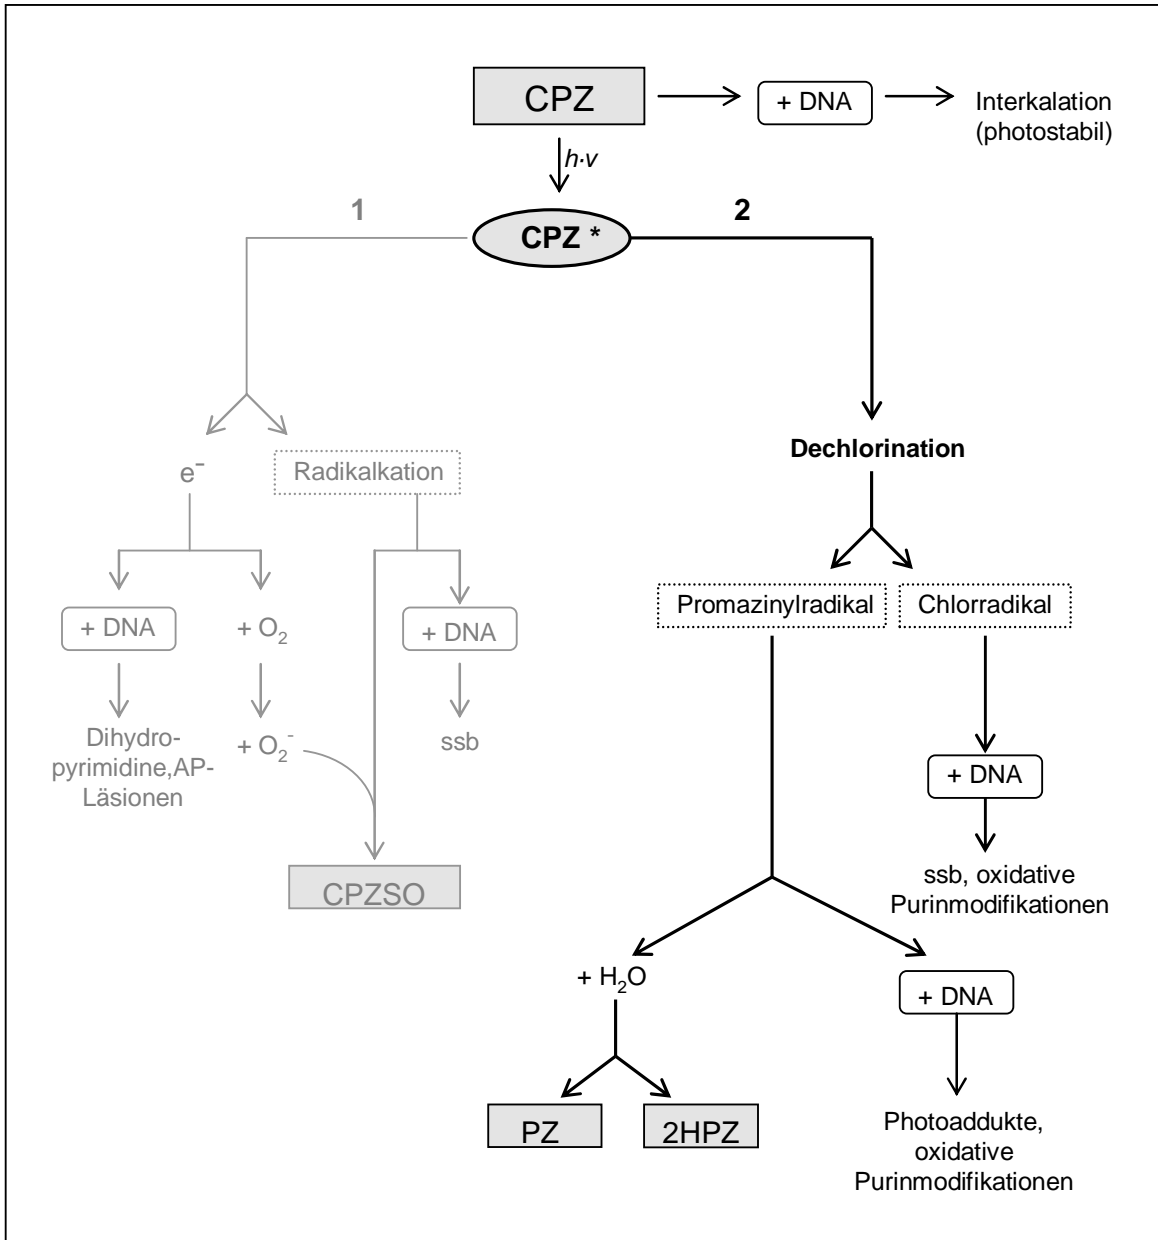 CPZ
+ DNA
Interkalation
(photostabil)
h·v
1
2
CPZ *
Dechlorination
e⁻
Radikalkation
Promazinylradikal
Chlorradikal
+ DNA
+ O₂
+ DNA
Dihydro-
pyrimidine,AP-
Läsionen
+ O₂⁻
ssb
+ DNA
CPZSO
ssb, oxidative
Purinmodifikationen
+ H₂O
+ DNA
PZ
2HPZ
Photoaddukte,
oxidative
Purinmodifikationen